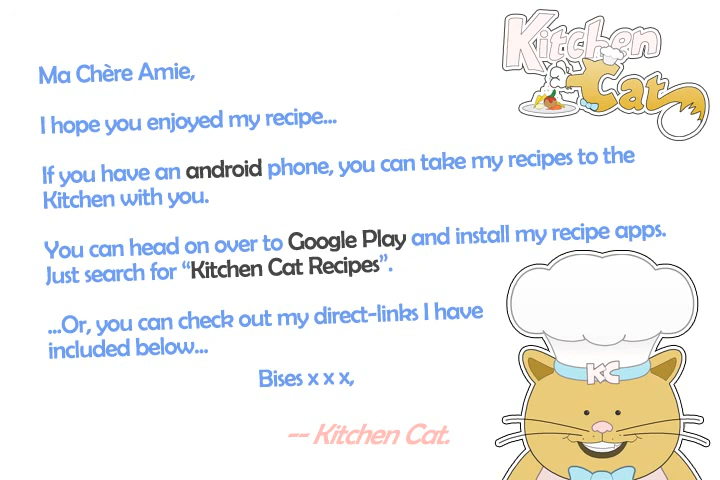 Kitchen
Cat
Ma Chère Amie,
I hope you enjoyed my recipe...
If you have an android phone, you can take my recipes to the
Kitchen with you.
You can head on over to Google Play and install my recipe apps.
Just search for “Kitchen Cat Recipes”.
...Or, you can check out my direct-links I have
included below...
Bises x x x,
-- Kitchen Cat.
KC